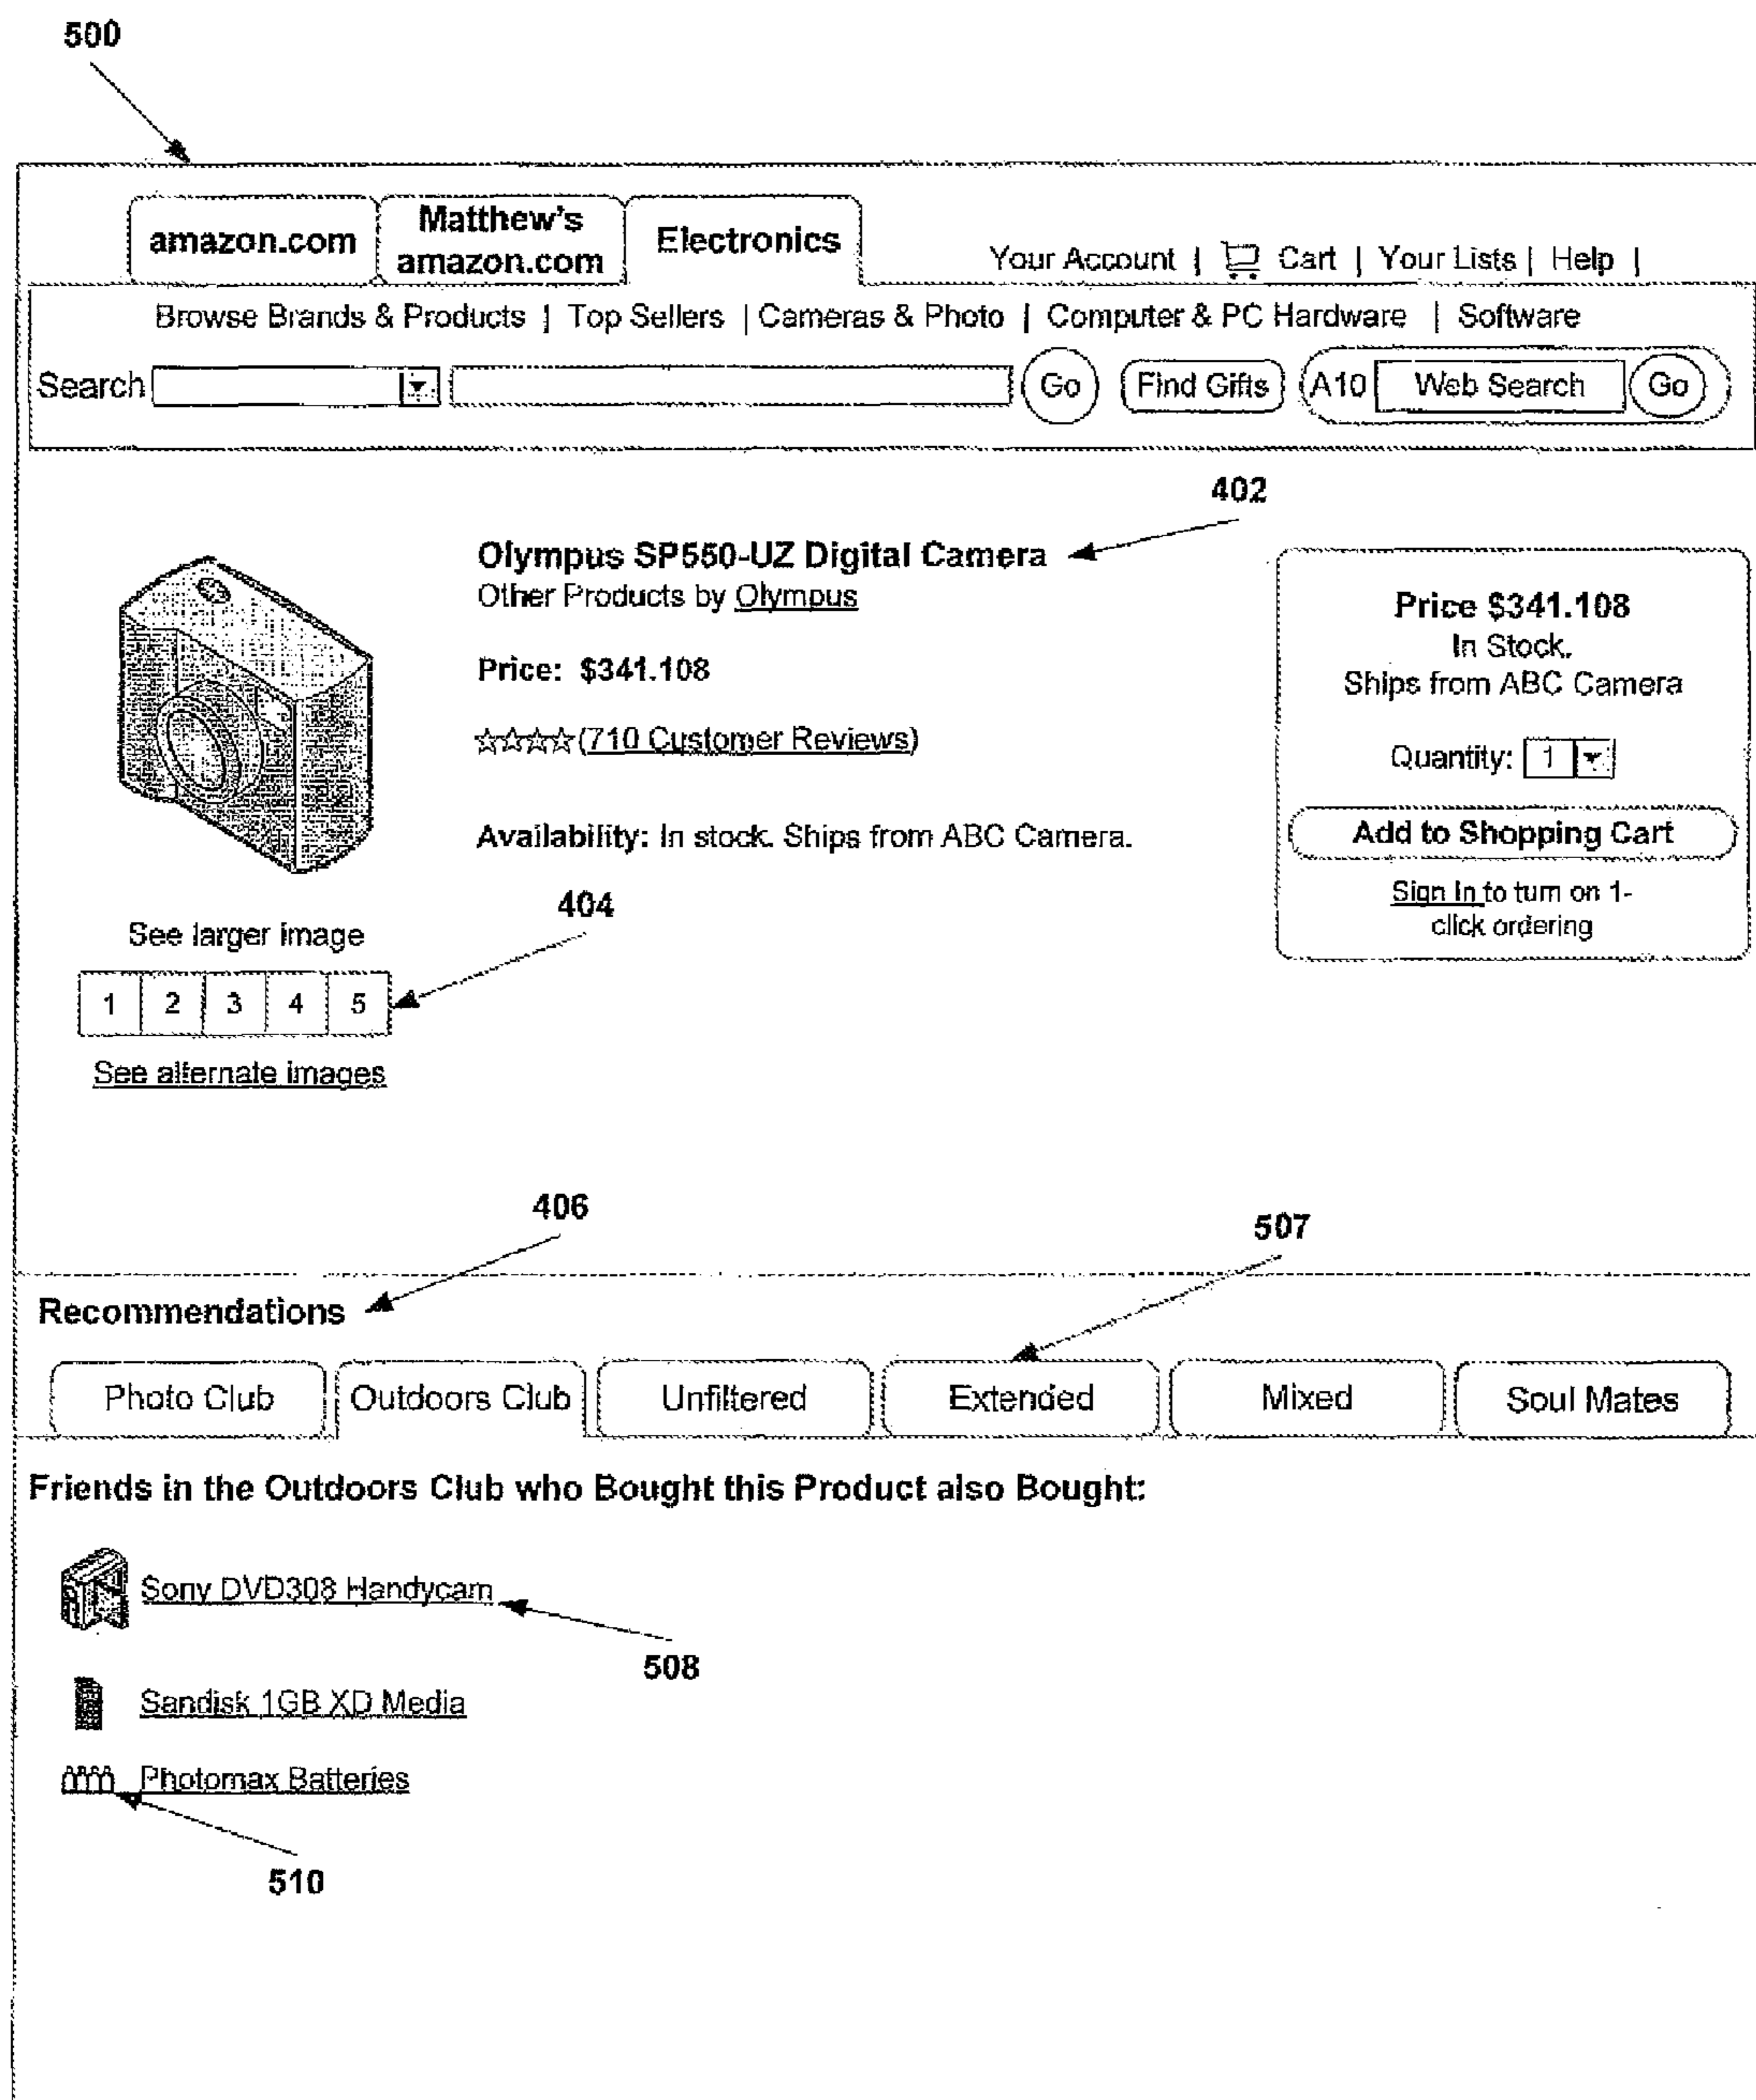 500
amazon.com
Matthew's
amazon.com
Electronics
Your Account | Cart | Your Lists | Help |
Browse Brands & Products | Top Sellers | Cameras & Photo | Computer & PC Hardware | Software
Search Go Find Gifts A10 Web Search Go
402
Olympus SP550-UZ Digital Camera
Other Products by Olympus
Price: $341.108
(710 Customer Reviews)
Availability: In stock. Ships from ABC Camera.
Price $341.108
In Stock.
Ships from ABC Camera
Quantity: 1
Add to Shopping Cart
Sign In to turn on 1-
click ordering
404
See larger image
1 2 3 4 5
See alternate images
406
507
Recommendations
Photo Club Outdoors Club Unfiltered Extended Mixed Soul Mates
Friends in the Outdoors Club who Bought this Product also Bought:
Sony DVD308 Handycam
508
Sandisk 1GB XD Media
Photomax Batteries
510